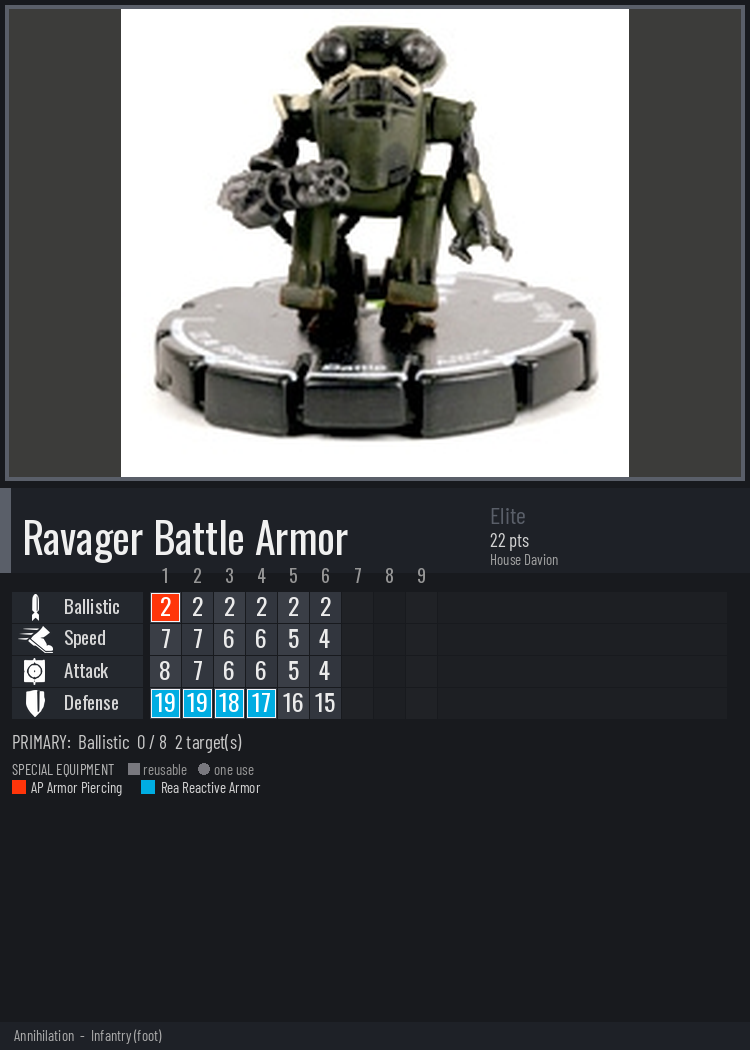 Ravager Battle Armor
Elite
22 pts
House Davion
1 2 3 4 5 6 7 8 9
Ballistic 2 2 2 2 2 2
Speed 7 7 6 6 5 4
Attack 8 7 6 6 5 4
Defense 19 19 18 17 16 15
PRIMARY: Ballistic 0 / 8 2 target(s)
SPECIAL EQUIPMENT reusable one use
AP Armor Piercing Rea Reactive Armor
Annihilation - Infantry (foot)